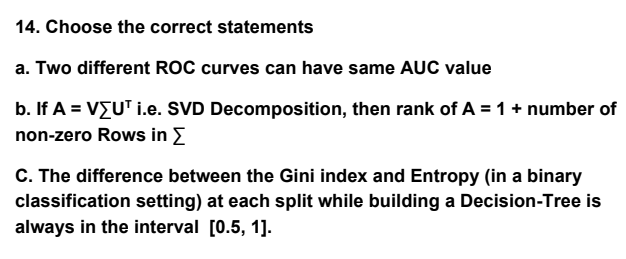 14. Choose the correct statements
a. Two different ROC curves can have same AUC value
b. If A = V∑Uᵀ i.e. SVD Decomposition, then rank of A = 1 + number of
non-zero Rows in ∑
C. The difference between the Gini index and Entropy (in a binary
classification setting) at each split while building a Decision-Tree is
always in the interval [0.5, 1].